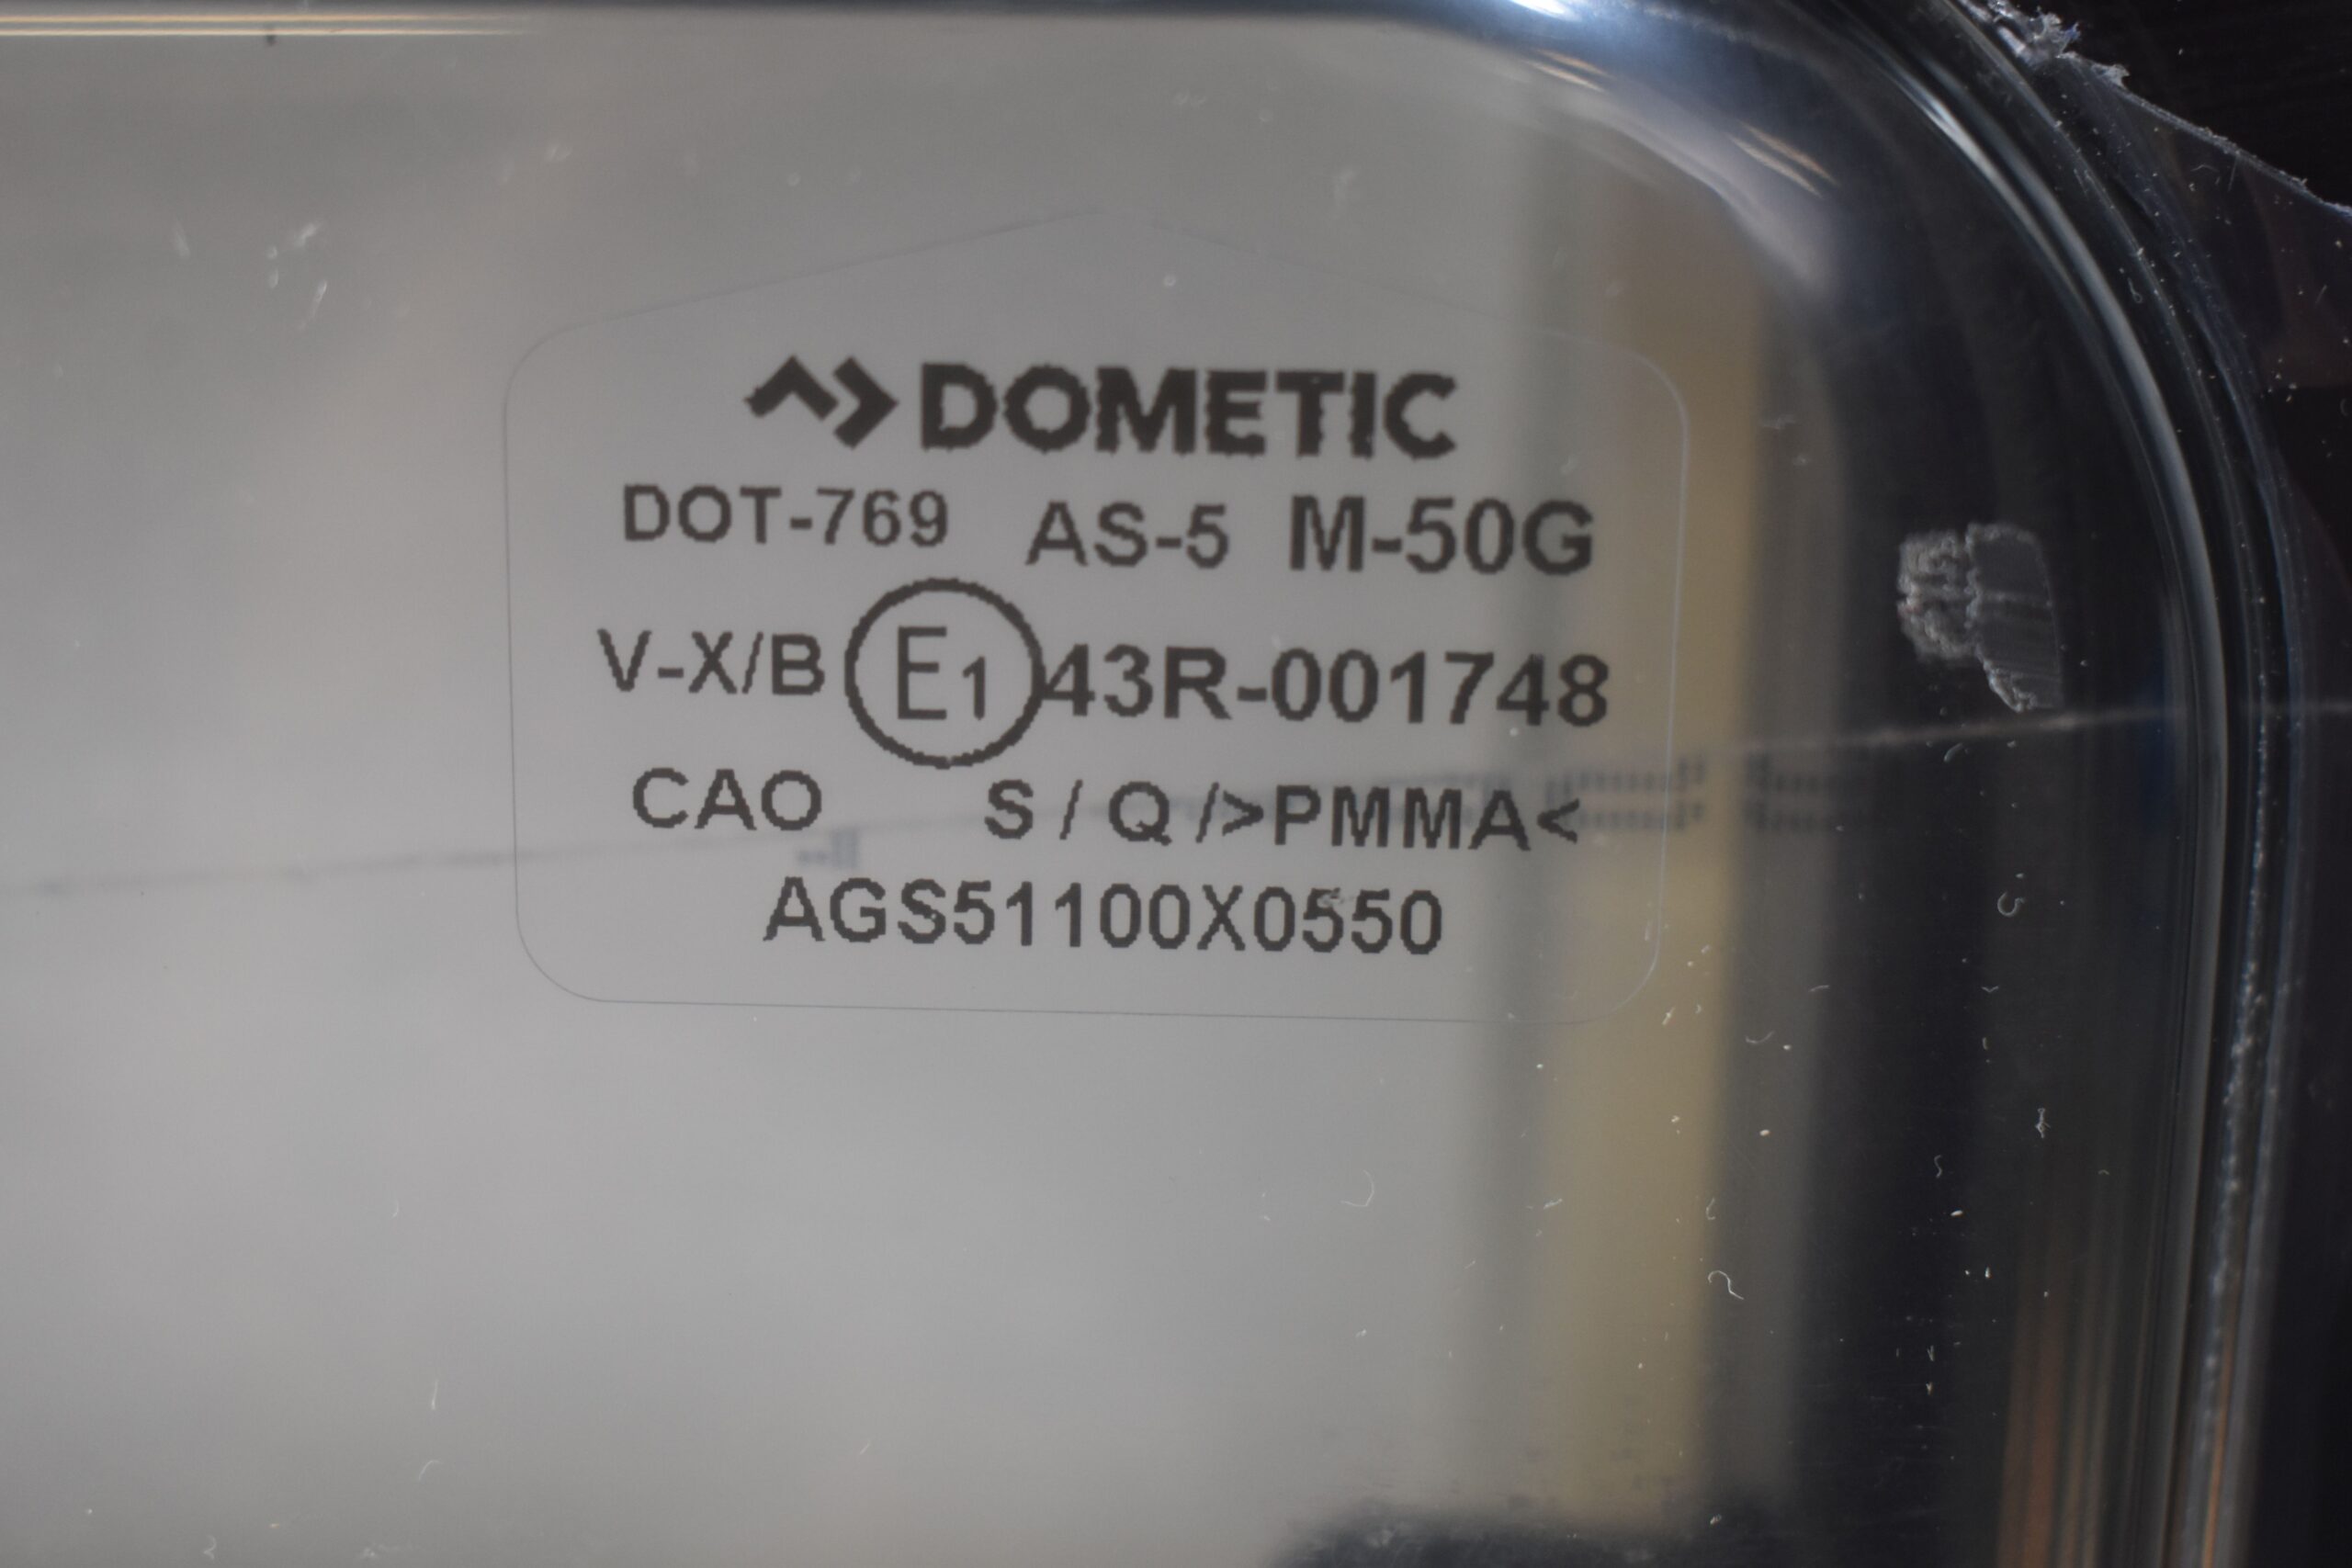 DOMETIC
DOT-769 AS-5 M-50G
V-X/B E1 43R-001748
CAO S / Q />PMMA<
AGS51100X0550